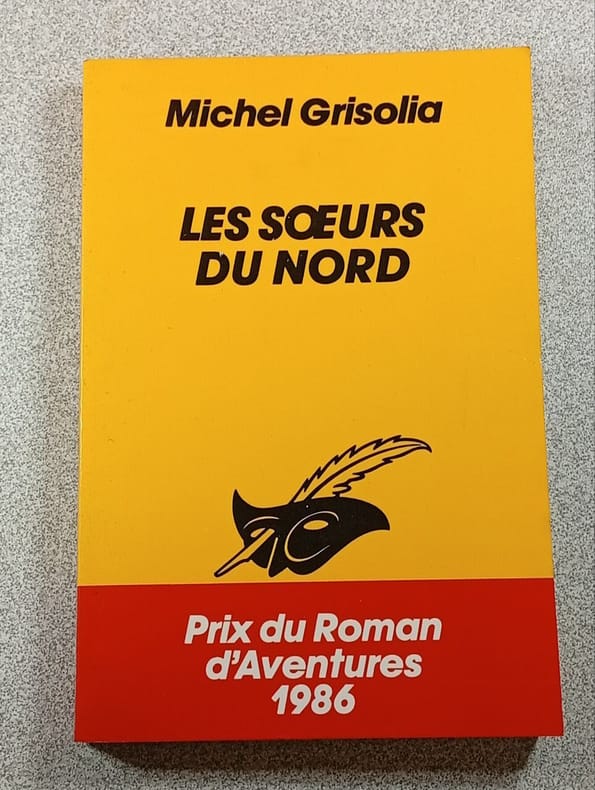 Michel Grisolia
LES SŒURS
DU NORD
Prix du Roman
d'Aventures
1986